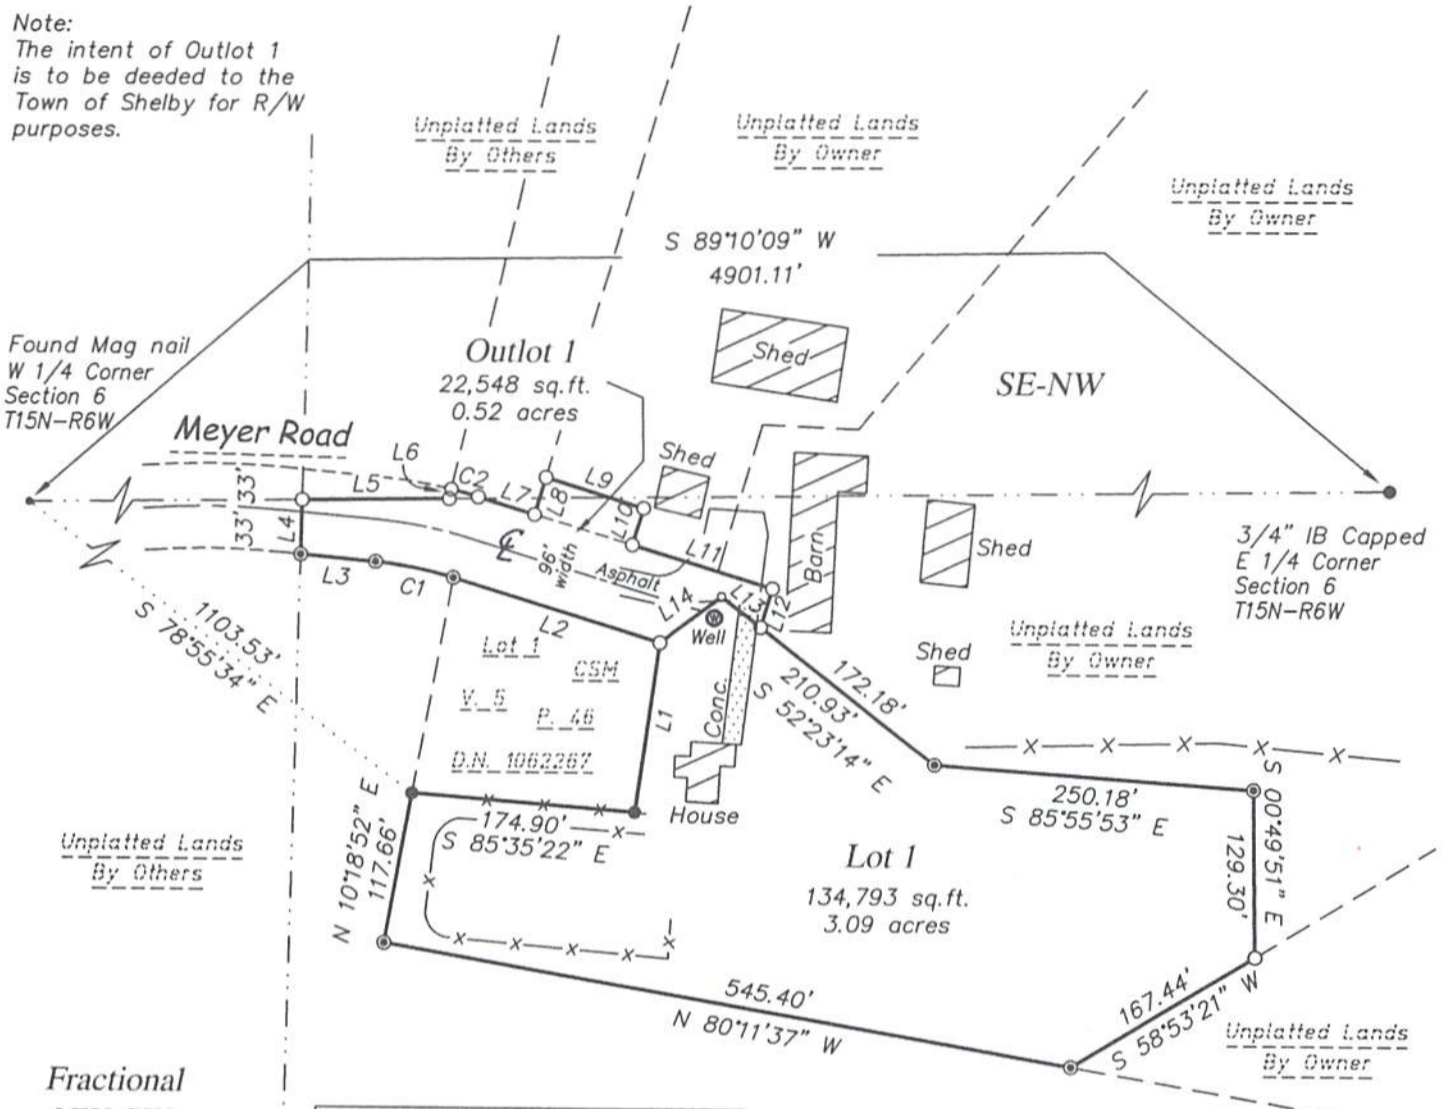 Note:
The intent of Outlot 1
is to be deeded to the
Town of Shelby for R/W
purposes.
Unplatted Lands
By Others
Unplatted Lands
By Owner
Unplatted Lands
By Owner
S 89°10'09" W
4901.11'
Found Mag nail
W 1/4 Corner
Section 6
T15N-R6W
Outlot 1
22,548 sq.ft.
0.52 acres
Shed
SE-NW
Meyer Road
L6
C2
L5
L7
L8
L9
Shed
33'
33'
L4
L10
L11
℄
96'
width
Asphalt
Barn
Shed
3/4" IB Capped
E 1/4 Corner
Section 6
T15N-R6W
L3
C1
L2
L14
L13
L12
Well
1103.53'
S 78°55'34" E
Lot 1
CSM
V. 5
P. 46
D.N. 1062267
L1
Conc.
172.18'
210.93'
S 52°23'14" E
Shed
Unplatted Lands
By Owner
House
174.90'
S 85°35'22" E
250.18'
S 85°55'53" E
S 00°49'51" E
129.30'
Unplatted Lands
By Others
N 10°18'52" E
117.66'
Lot 1
134,793 sq.ft.
3.09 acres
545.40'
N 80°11'37" W
167.44'
S 58°53'21" W
Unplatted Lands
By Owner
Fractional